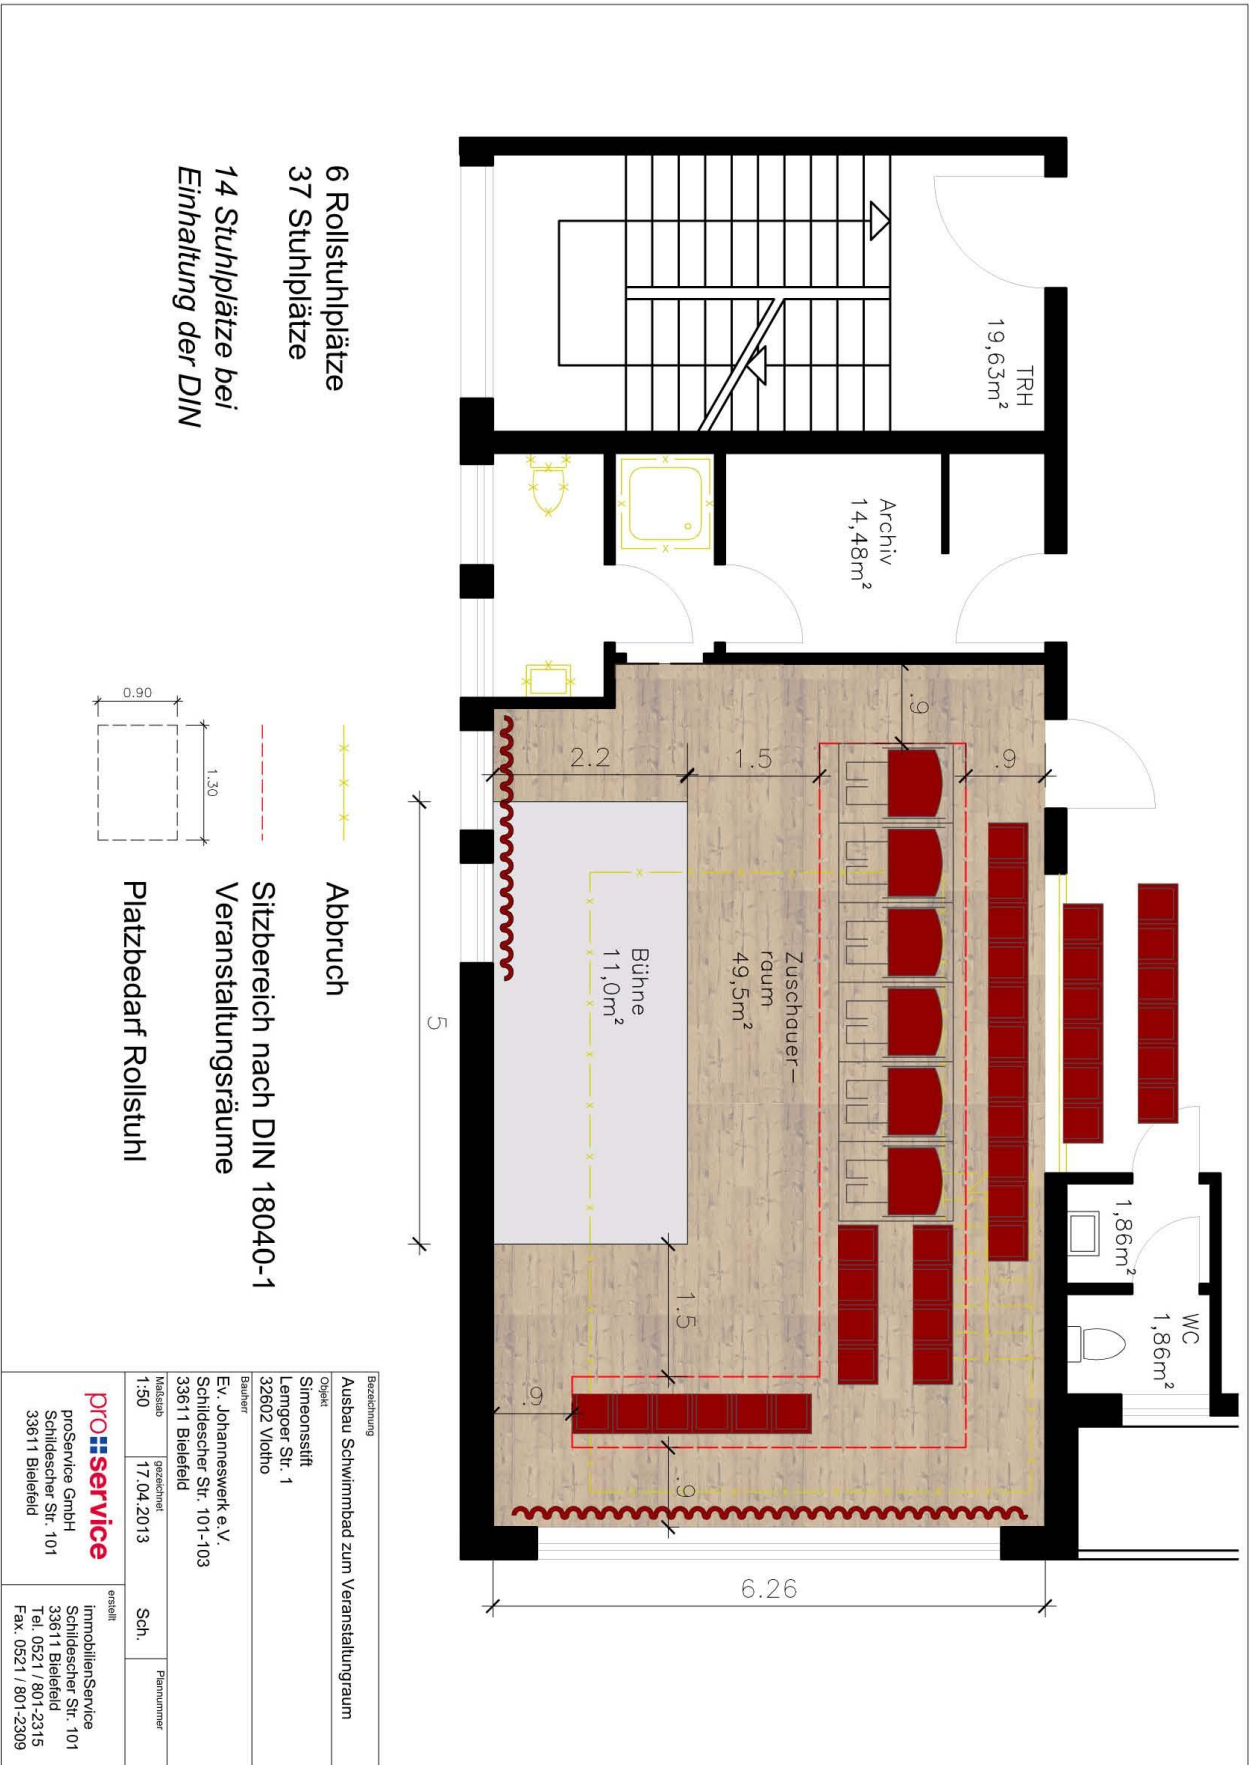 TRH
19,63m²
Archiv
14,48m²
.9
.9
2.2
1.5
Zuschauer–
raum
49,5m²
Bühne
11,0m²
5
1.5
.9
.9
6.26
1,86m²
WC
1,86m²
6 Rollstuhlplätze
37 Stuhlplätze
14 Stuhlplätze bei
Einhaltung der DIN
Abbruch
Sitzbereich nach DIN 18040-1
Veranstaltungsräume
1.30
0.90
Platzbedarf Rollstuhl
Bezeichnung
Ausbau Schwimmbad zum Veranstaltungraum
Objekt
Simeonsstift
Lemgoer Str. 1
32602 Vlotho
Bauherr
Ev. Johanneswerk e.V.
Schildescher Str. 101-103
33611 Bielefeld
Maßstab
1:50
gezeichnet
17.04.2013
Sch.
Plannummer
proservice
proService GmbH
Schildescher Str. 101
33611 Bielefeld
erstellt
immobilienService
Schildescher Str. 101
33611 Bielefeld
Tel. 0521 / 801-2315
Fax. 0521 / 801-2309